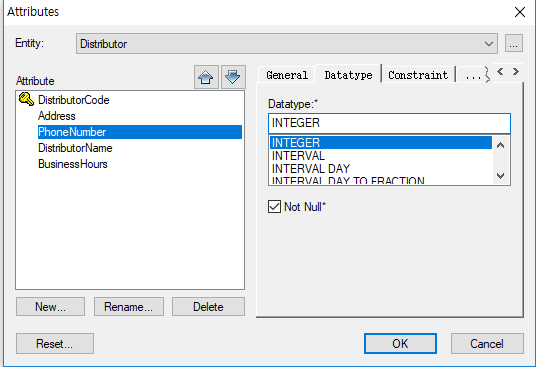 Attributes
Entity:
Distributor
...
Attribute
DistributorCode
Address
PhoneNumber
DistributorName
BusinessHours
New...
Rename...
Delete
General
Datatype
Constraint
...
Datatype:*
INTEGER
INTEGER
INTERVAL
INTERVAL DAY
INTERVAL DAY TO FRACTION
Not Null*
Reset...
OK
Cancel